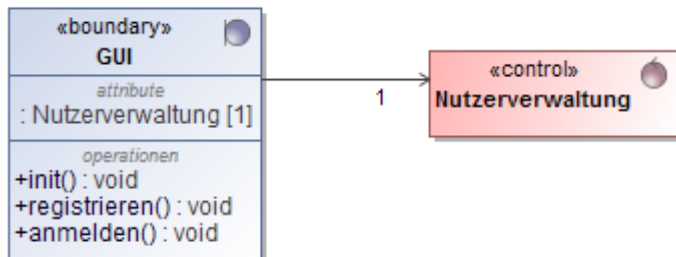 «boundary»
GUI
attribute
: Nutzerverwaltung [1]
operationen
+init() : void
+registrieren() : void
+anmelden() : void
1
«control»
Nutzerverwaltung